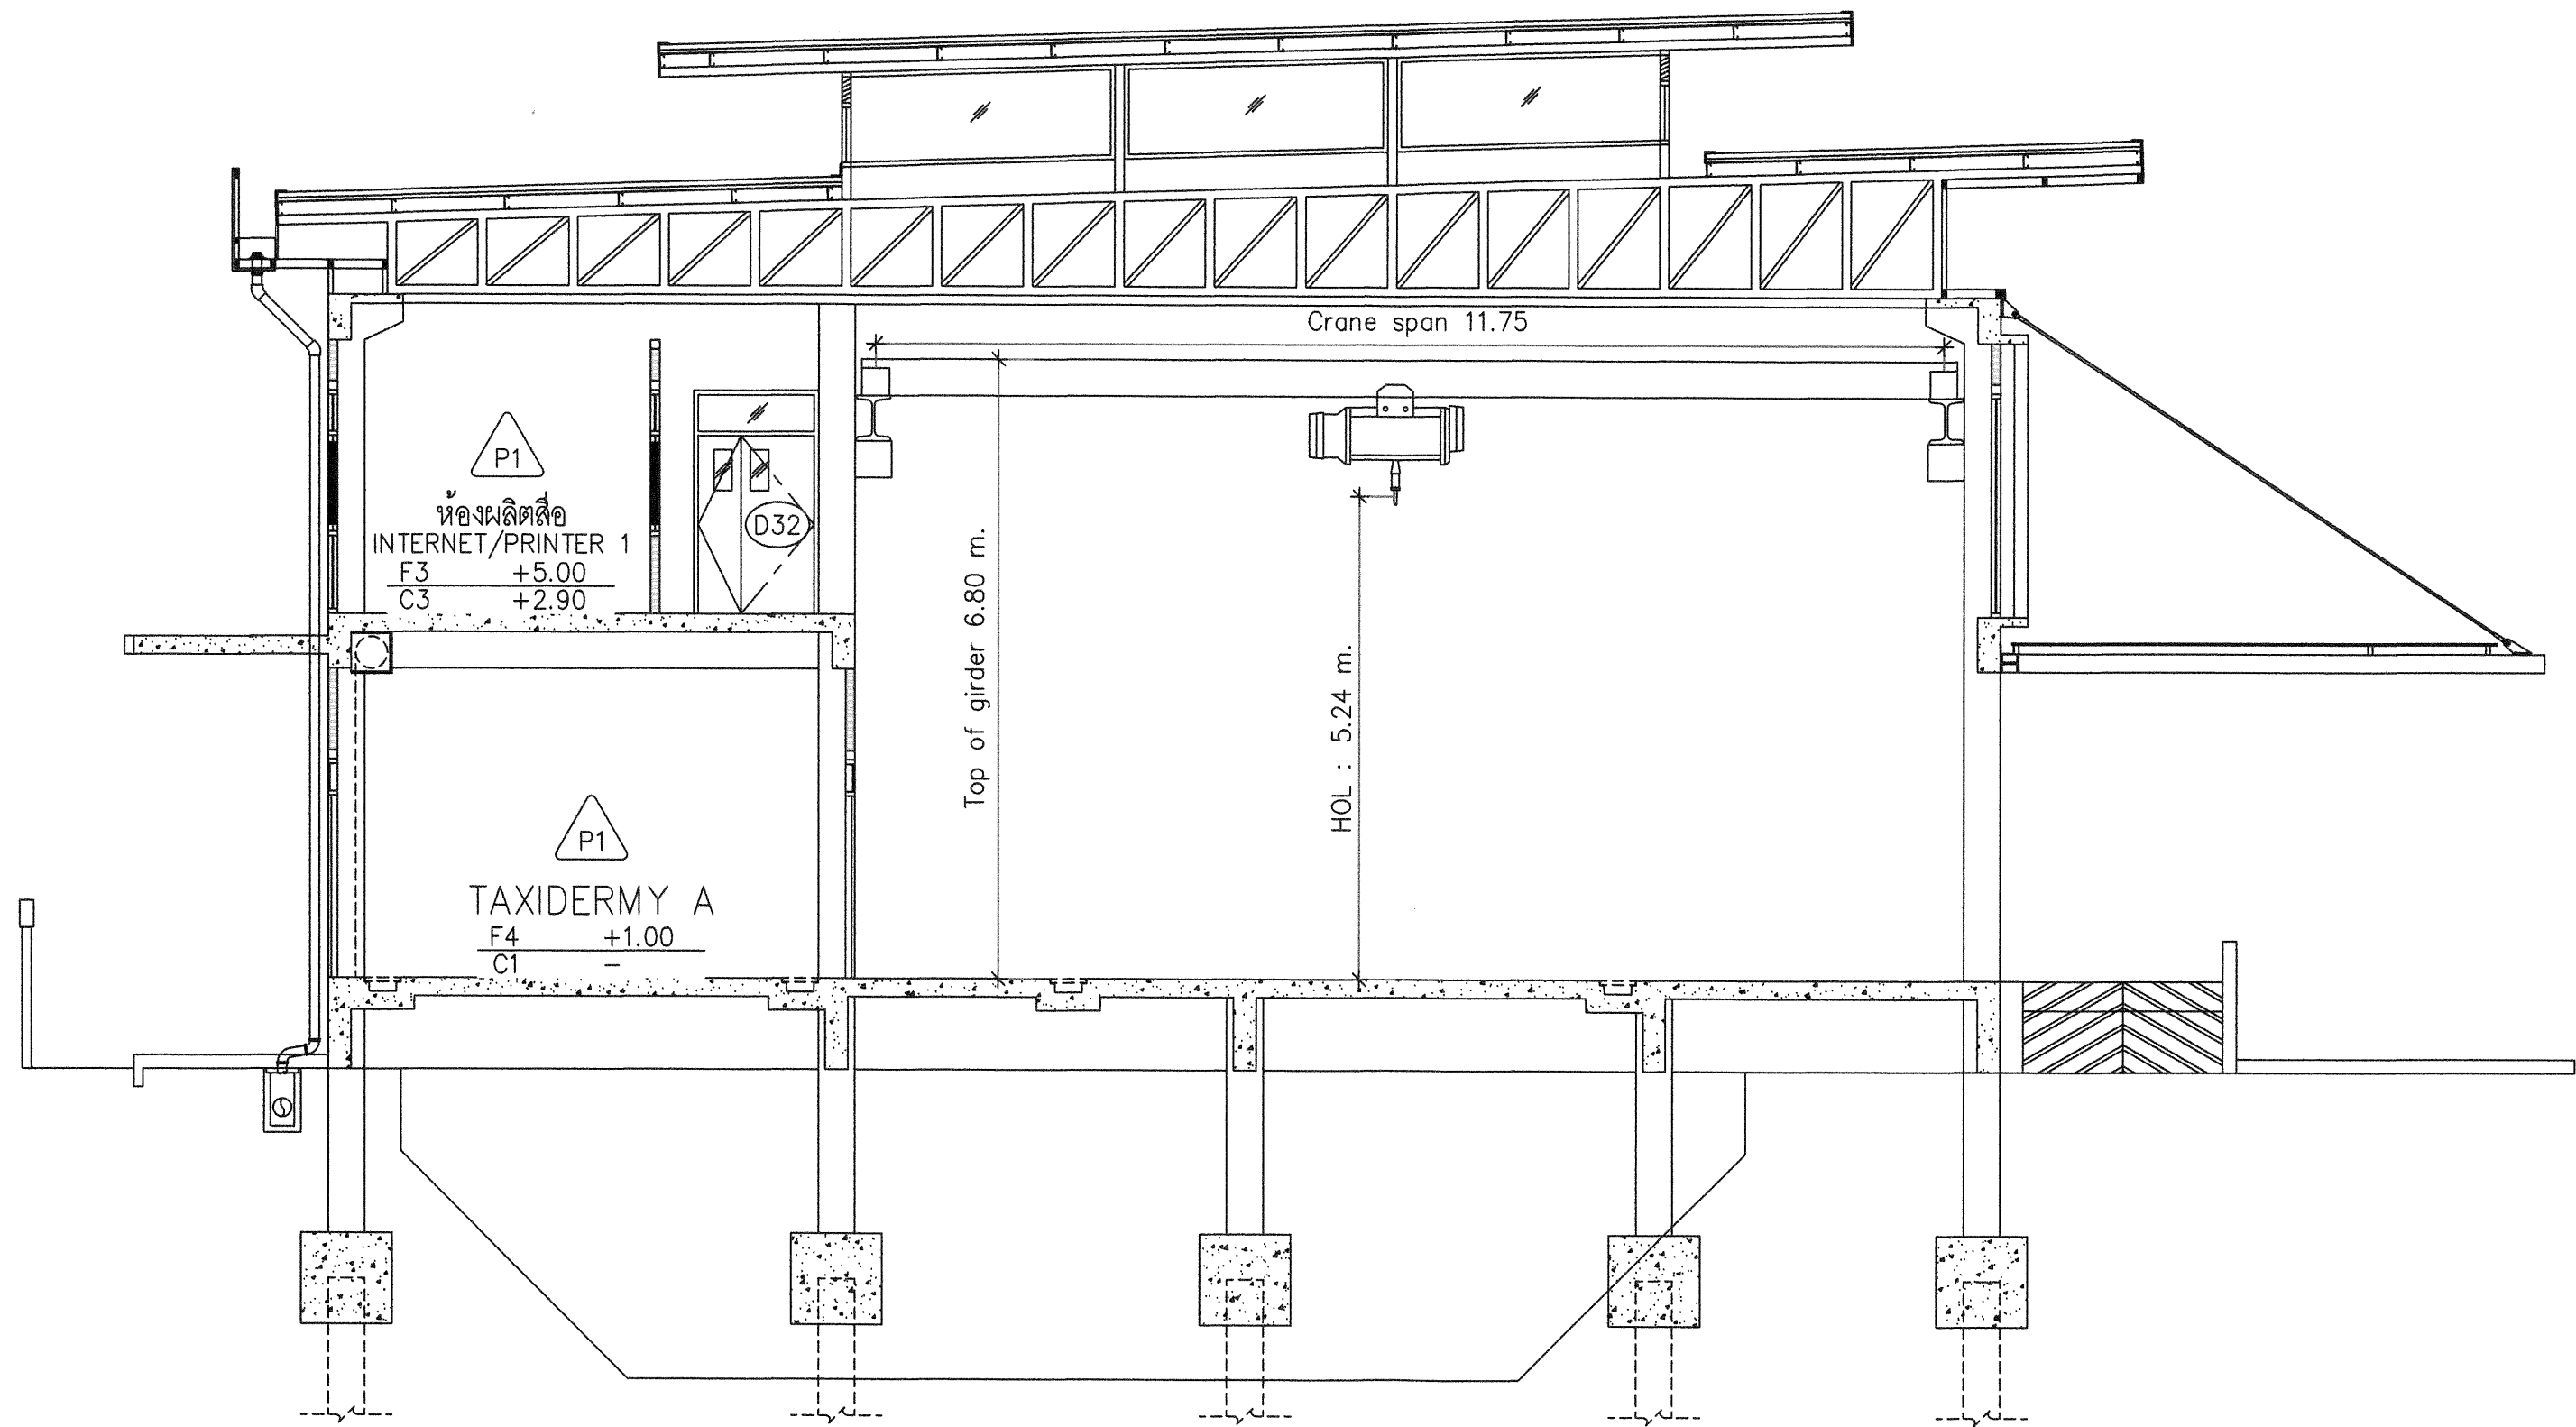 Crane span 11.75
P1
ห้องผลิตสื่อ
INTERNET/PRINTER 1
F3 +5.00
C3 +2.90
D32
Top of girder 6.80 m.
HOL : 5.24 m.
P1
TAXIDERMY A
F4 +1.00
C1 -